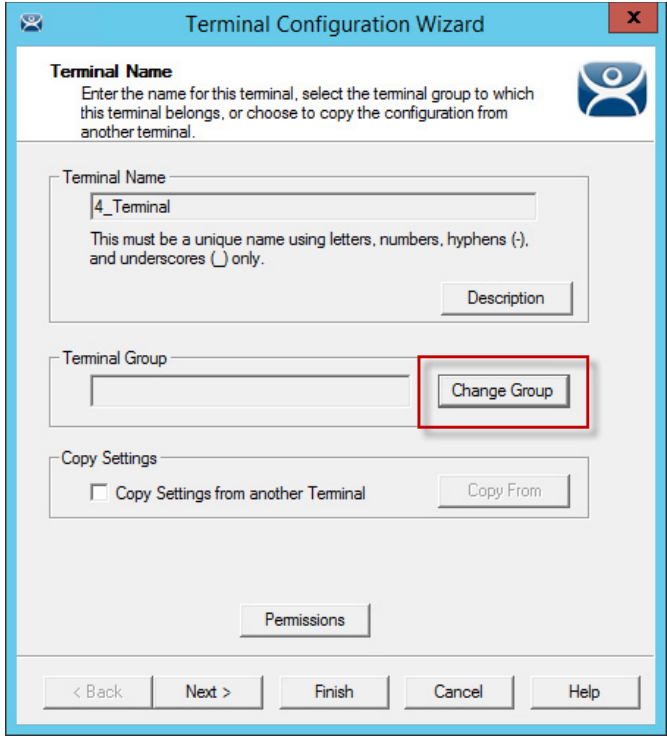 Terminal Configuration Wizard
x
Terminal Name
Enter the name for this terminal, select the terminal group to which
this terminal belongs, or choose to copy the configuration from
another terminal.
Terminal Name
4_Terminal
This must be a unique name using letters, numbers, hyphens (-),
and underscores (_) only.
Description
Terminal Group
Change Group
Copy Settings
Copy Settings from another Terminal
Copy From
Permissions
< Back
Next >
Finish
Cancel
Help